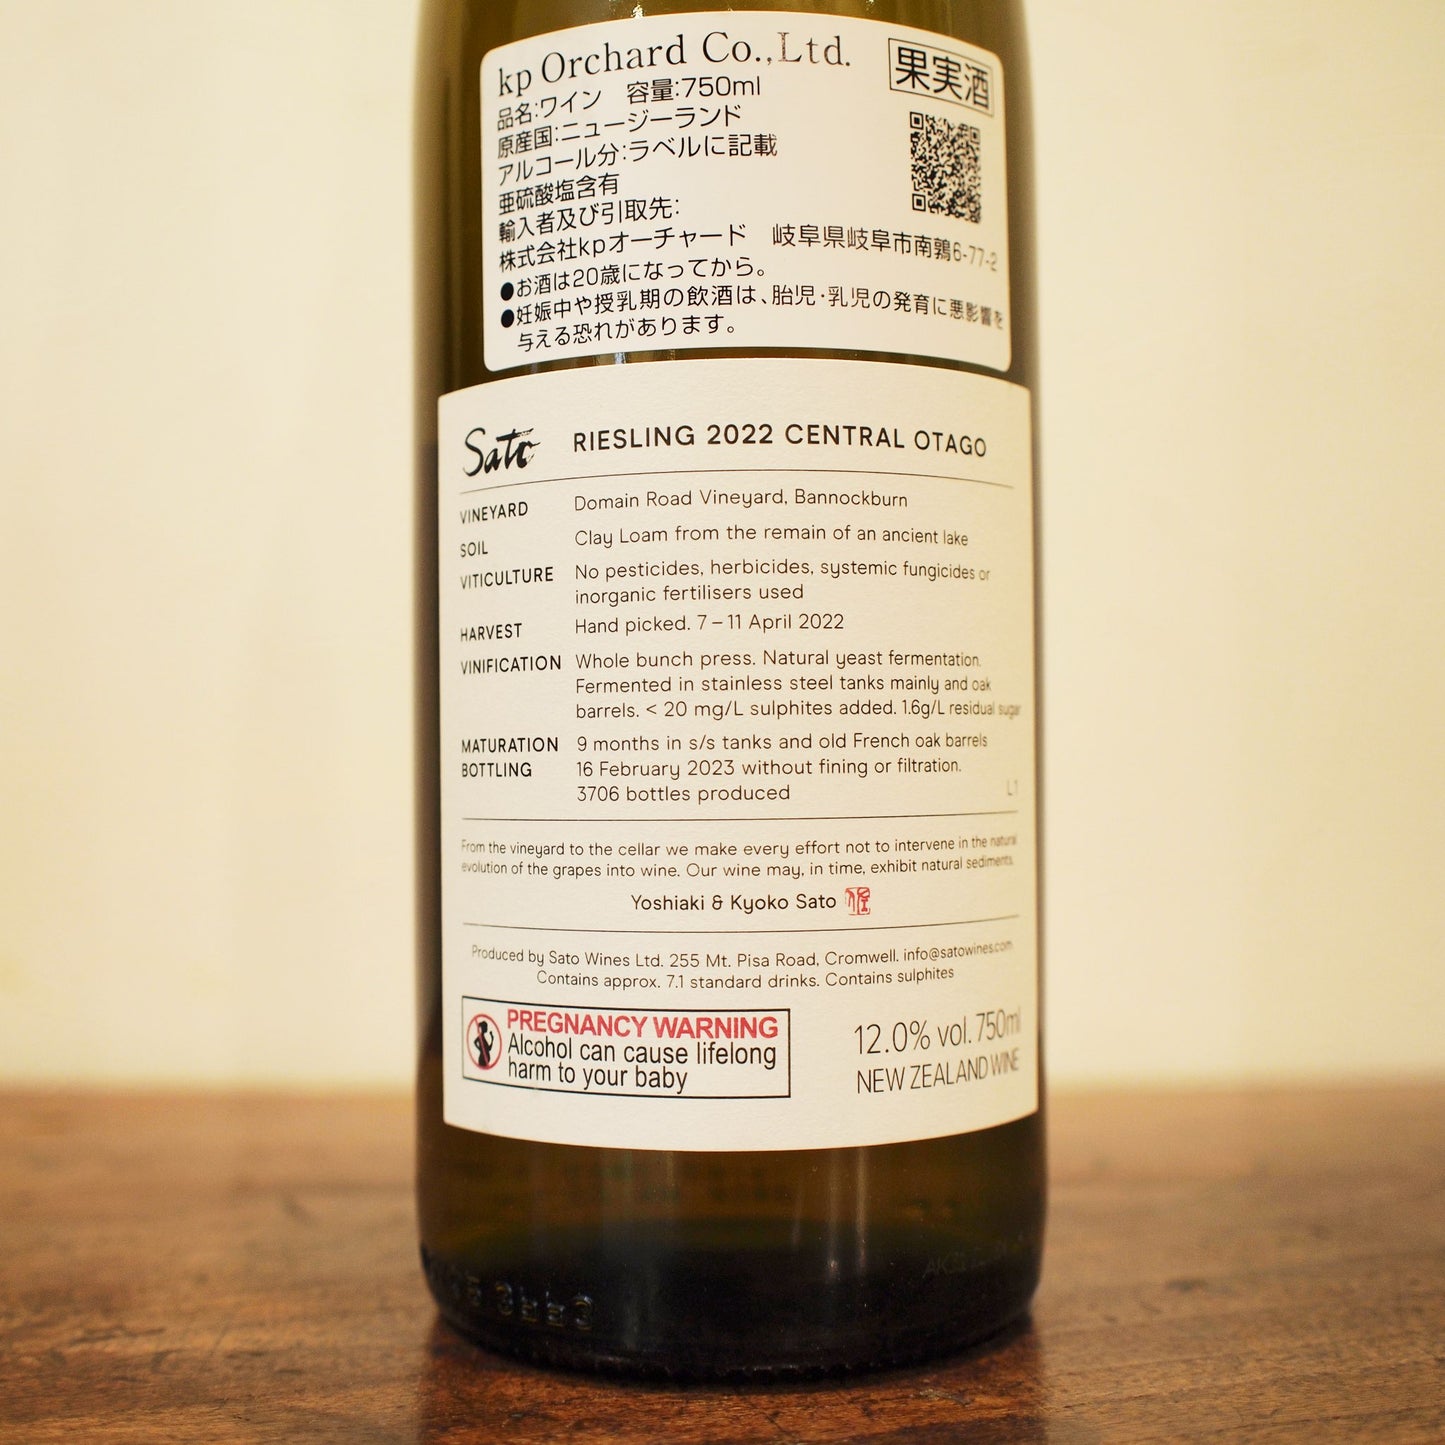 kp Orchard Co.,Ltd.
果実酒
品名:ワイン 容量:750ml
原産国:ニュージーランド
アルコール分:ラベルに記載
亜硫酸塩含有
輸入者及び引取先:
株式会社kpオーチャード 岐阜県岐阜市南鶉6-77-2
●お酒は20歳になってから。
●妊娠中や授乳期の飲酒は、胎児・乳児の発育に悪影響を
与える恐れがあります。
Sato RIESLING 2022 CENTRAL OTAGO
VINEYARD Domain Road Vineyard, Bannockburn
SOIL Clay Loam from the remain of an ancient lake
VITICULTURE No pesticides, herbicides, systemic fungicides or
inorganic fertilisers used
HARVEST Hand picked. 7 – 11 April 2022
VINIFICATION Whole bunch press. Natural yeast fermentation.
Fermented in stainless steel tanks mainly and oak
barrels. < 20 mg/L sulphites added. 1.6g/L residual sugar
MATURATION 9 months in s/s tanks and old French oak barrels
BOTTLING 16 February 2023 without fining or filtration.
3706 bottles produced
L1
From the vineyard to the cellar we make every effort not to intervene in the natural
evolution of the grapes into wine. Our wine may, in time, exhibit natural sediments.
Yoshiaki & Kyoko Sato
Produced by Sato Wines Ltd. 255 Mt. Pisa Road, Cromwell. info@satowines.com
Contains approx. 7.1 standard drinks. Contains sulphites
PREGNANCY WARNING
Alcohol can cause lifelong
harm to your baby
12.0% vol. 750ml
NEW ZEALAND WINE